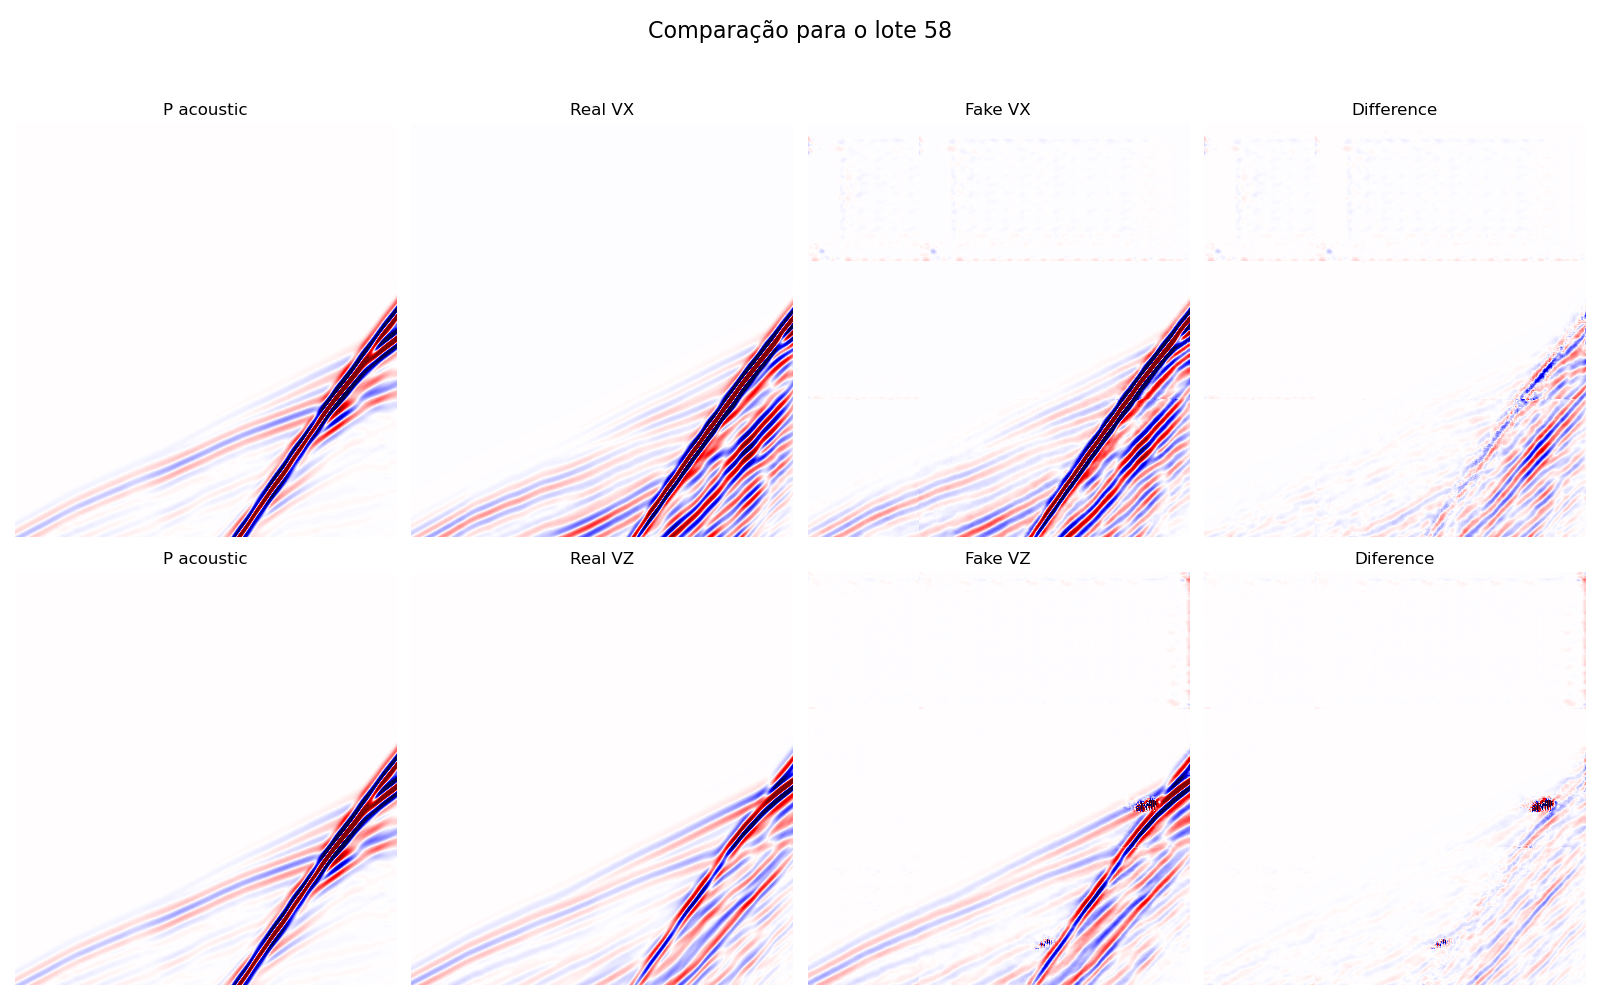 Comparação para o lote 58
P acoustic
Real VX
Fake VX
Difference
P acoustic
Real VZ
Fake VZ
Diference